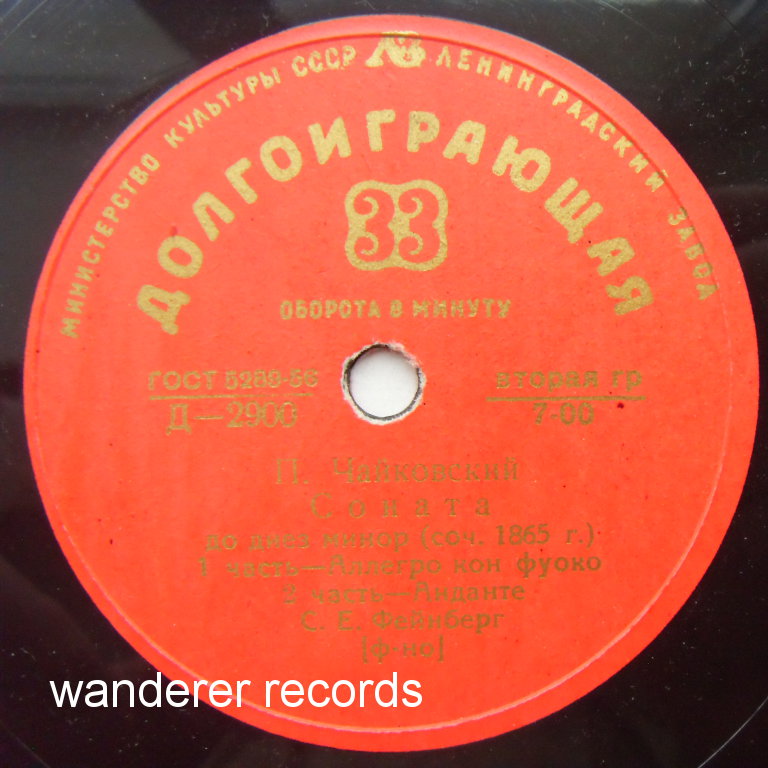 МИНИСТЕРСТВО КУЛЬТУРЫ СССР ЛЕНИНГРАДСКИЙ ЗАВОД
ДОЛГОИГРАЮЩАЯ
33
ОБОРОТА В МИНУТУ
ГОСТ 5289-56 вторая гр
Д—2900 7-00
П. Чайковский
Соната
до диез минор (соч. 1865 г.)
1 часть—Аллегро кон фуоко
2 часть—Анданте
С. Е. Фейнберг
[ф-но]
wanderer records